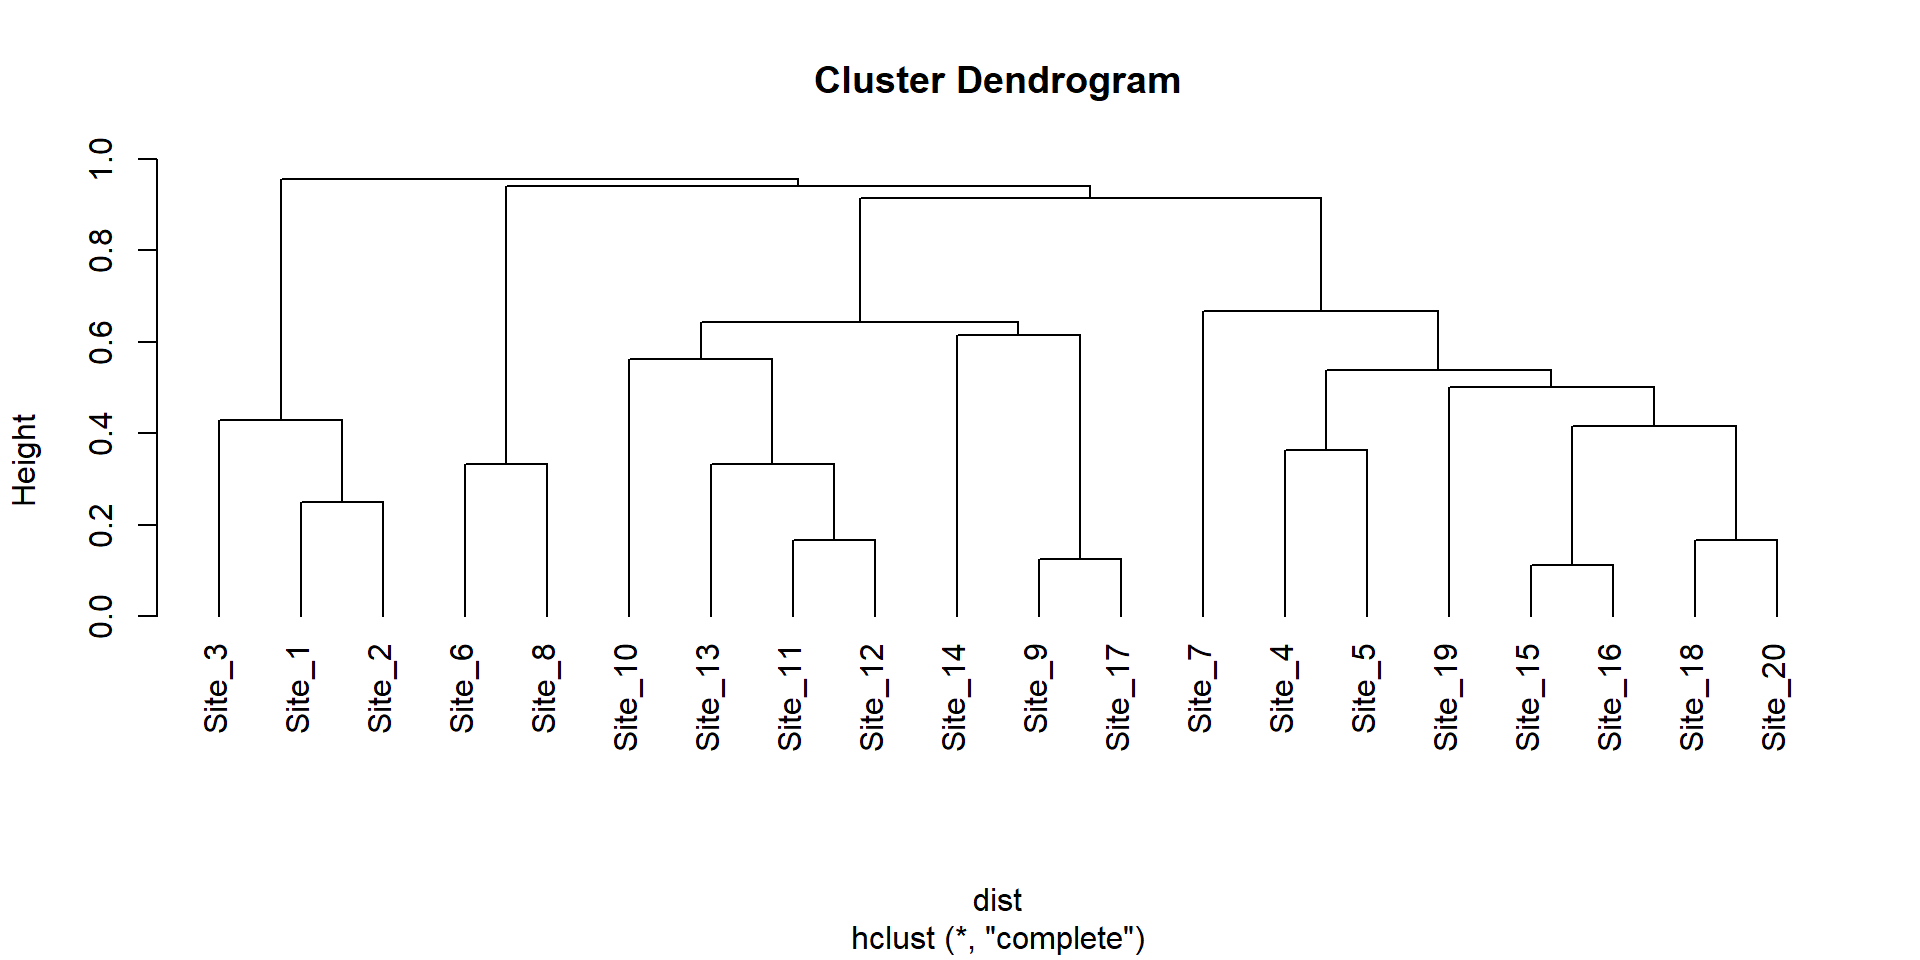 Cluster Dendrogram
Height
1.0
0.8
0.6
0.4
0.2
0.0
Site_3
Site_1
Site_2
Site_6
Site_8
Site_10
Site_13
Site_11
Site_12
Site_14
Site_9
Site_17
Site_7
Site_4
Site_5
Site_19
Site_15
Site_16
Site_18
Site_20
dist
hclust (*, "complete")